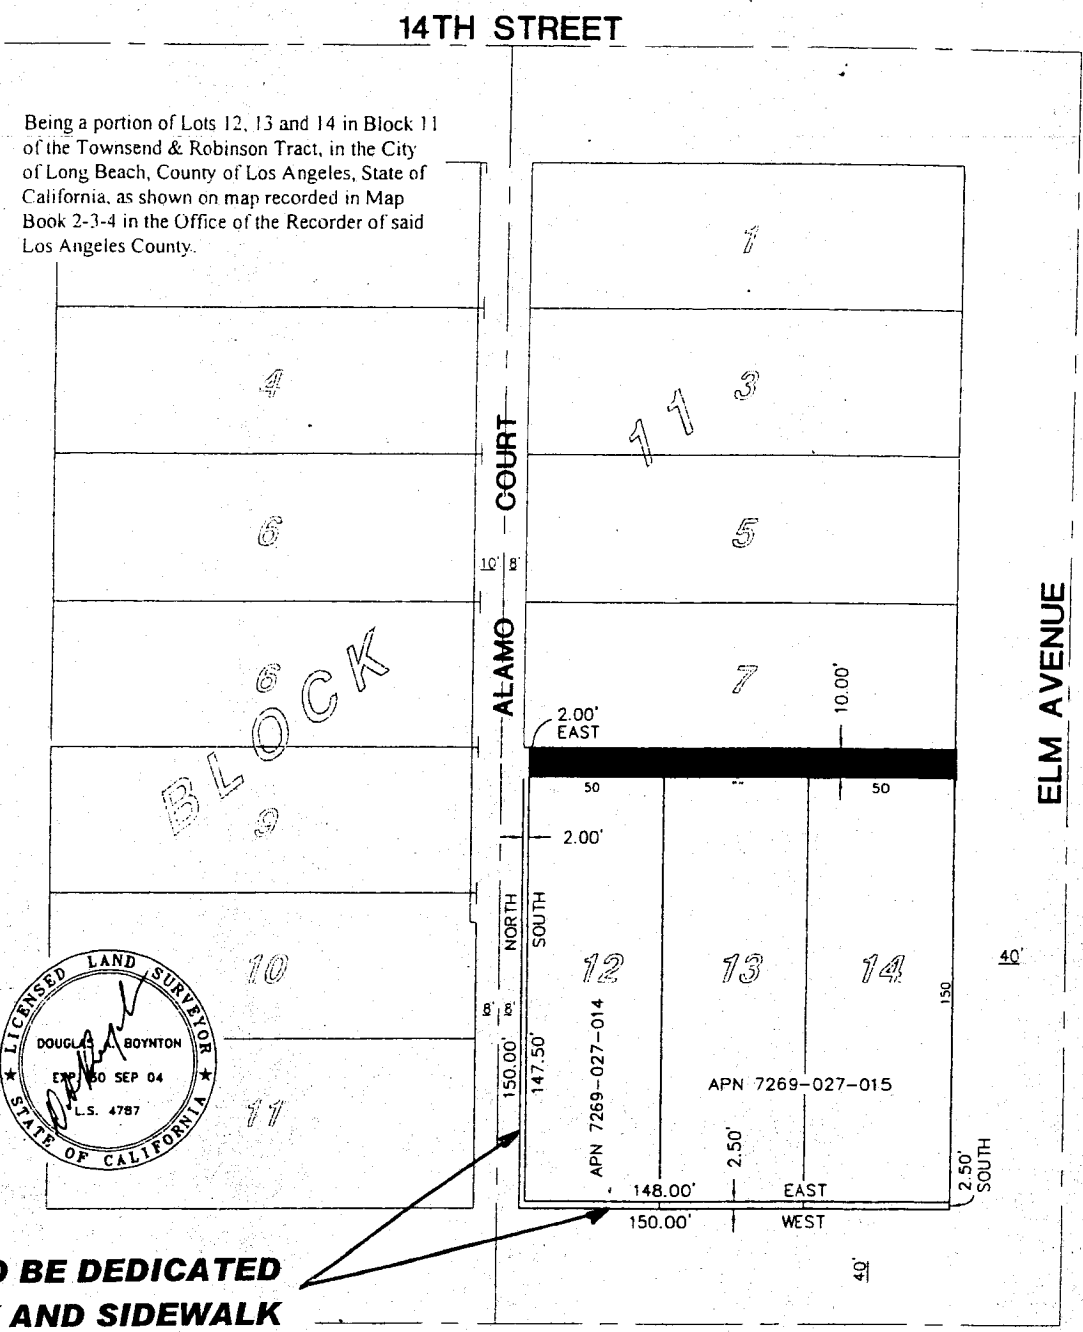 14TH STREET
Being a portion of Lots 12, 13 and 14 in Block 11
of the Townsend & Robinson Tract, in the City
of Long Beach, County of Los Angeles, State of
California, as shown on map recorded in Map
Book 2-3-4 in the Office of the Recorder of said
Los Angeles County.
1
4
3
11
COURT
6
5
10' 8'
ALAMO
ELM AVENUE
6
7
BLOCK
10.00'
2.00'
EAST
50
50
9
2.00'
NORTH
SOUTH
10
12
13
14
40'
150
8' 8'
150.00'
147.50'
APN 7269-027-014
APN 7269-027-015
LICENSED LAND SURVEYOR
DOUGLAS A. BOYNTON
EXP. 30 SEP 04
L.S. 4787
STATE OF CALIFORNIA
11
2.50'
2.50'
SOUTH
148.00' EAST
150.00' WEST
40'
BE DEDICATED
AND SIDEWALK